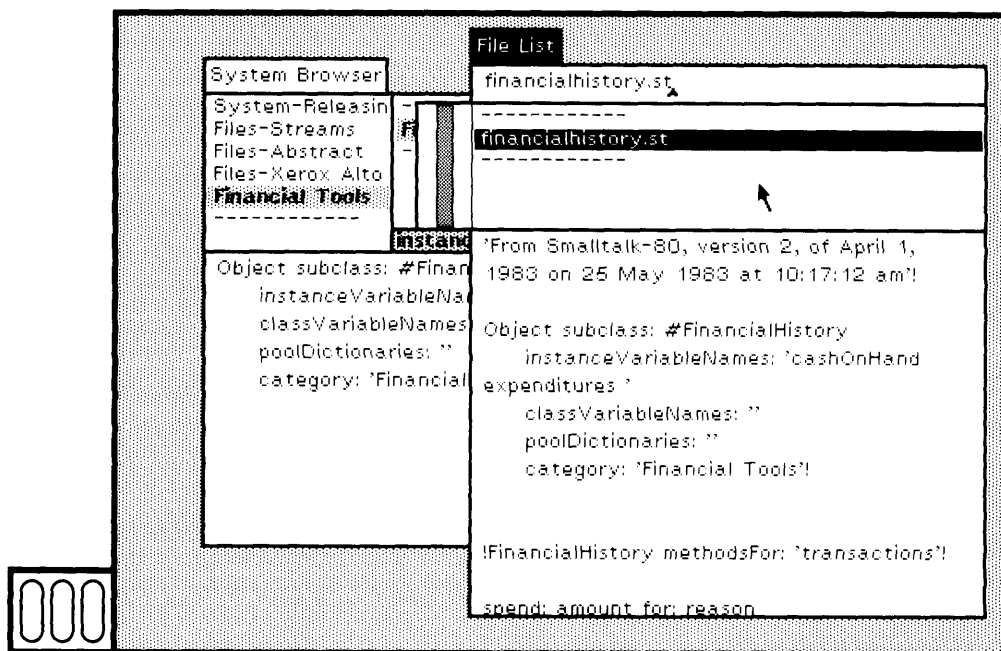 System Browser
System-Releasin
Files-Streams
Files-Abstract
Files-Xerox Alto
Financial Tools
--------------
-
Fi
-
instanc
Object subclass: #Finan
instanceVariableNa
classVariableNames
poolDictionaries: ''
category: 'Financial
File List
financialhistory.st
--------------
financialhistory.st
--------------
'From Smalltalk-80, version 2, of April 1,
1983 on 25 May 1983 at 10:17:12 am'!
Object subclass: #FinancialHistory
instanceVariableNames: 'cashOnHand
expenditures '
classVariableNames: ''
poolDictionaries: ''
category: 'Financial Tools'!
!FinancialHistory methodsFor: 'transactions'!
spend: amount for: reason